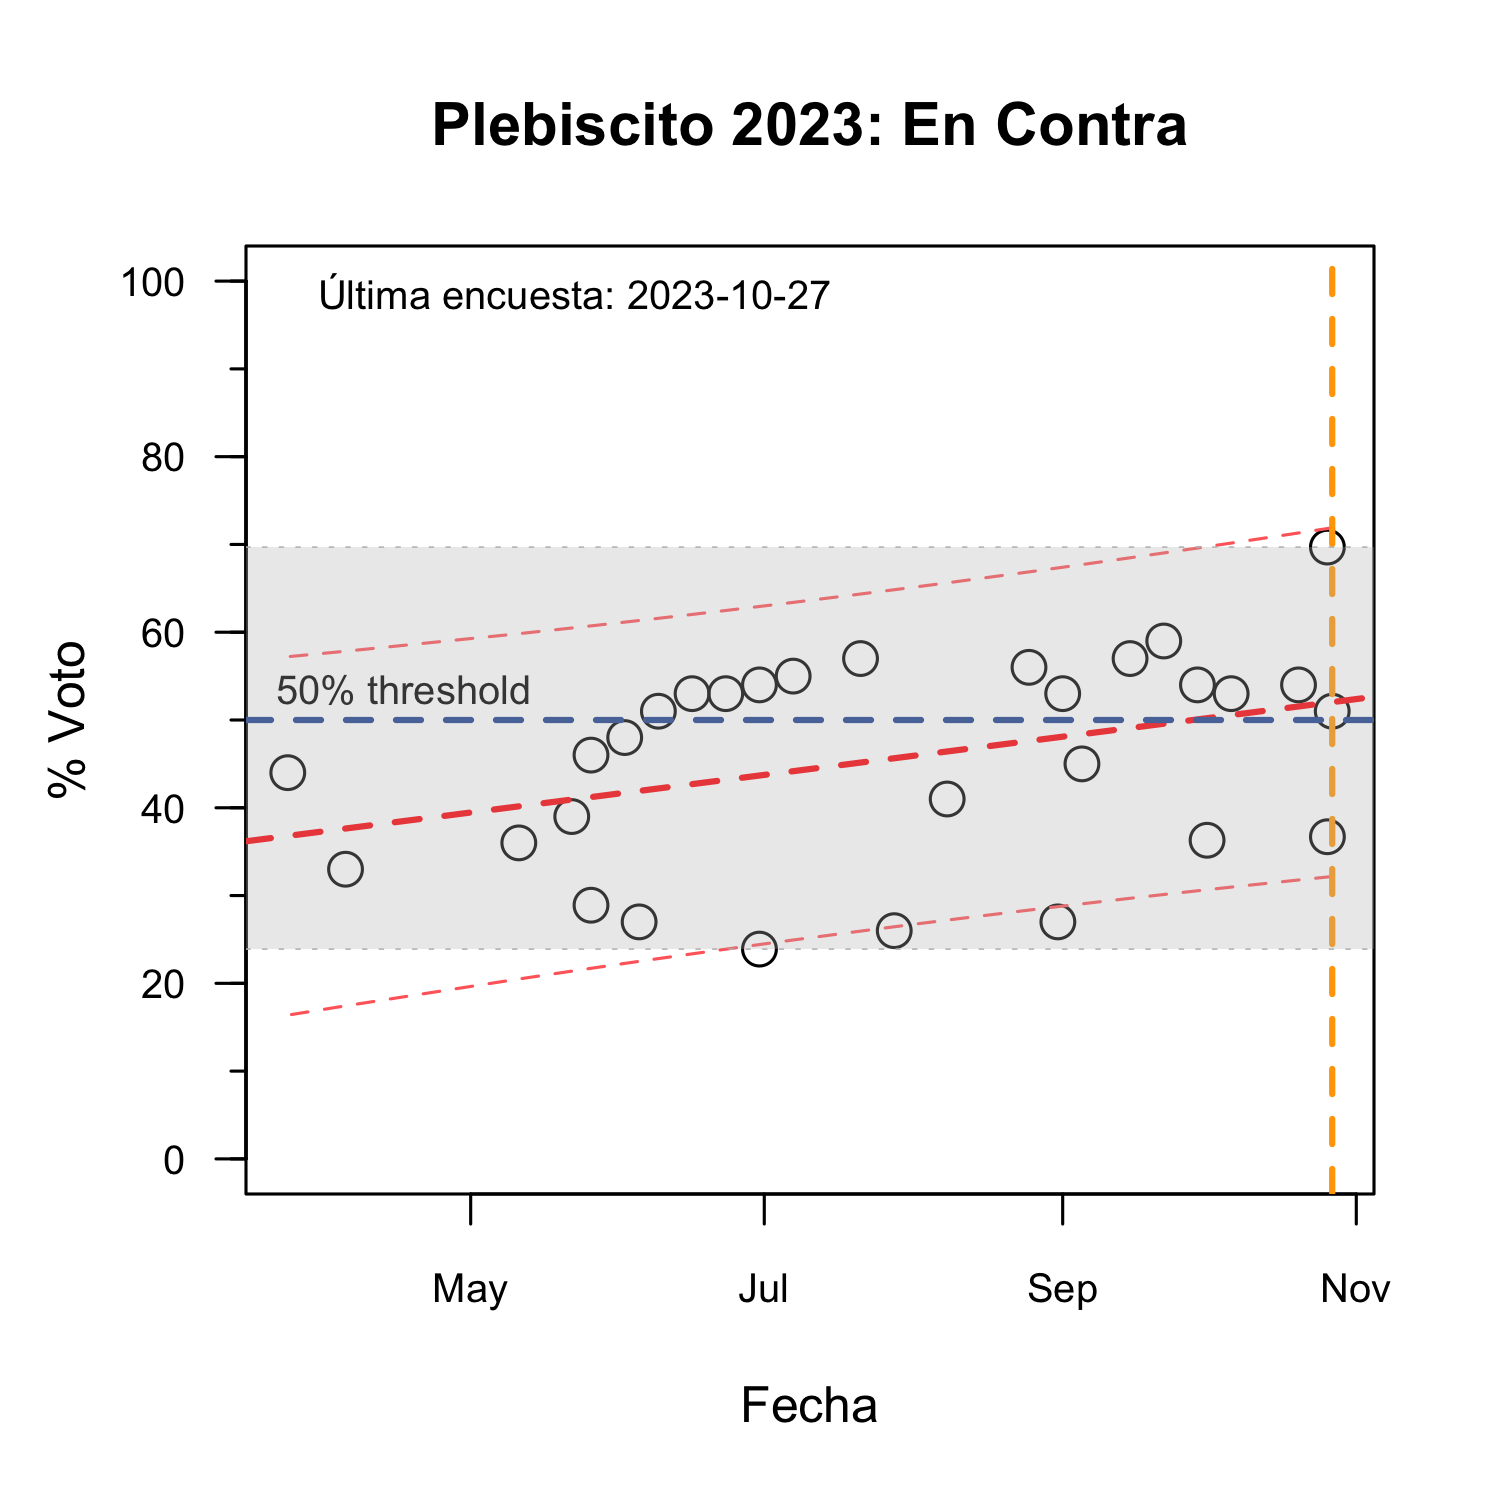 Plebiscito 2023: En Contra
Última encuesta: 2023-10-27
50% threshold
% Voto
100
80
60
40
20
0
May Jul Sep Nov
Fecha